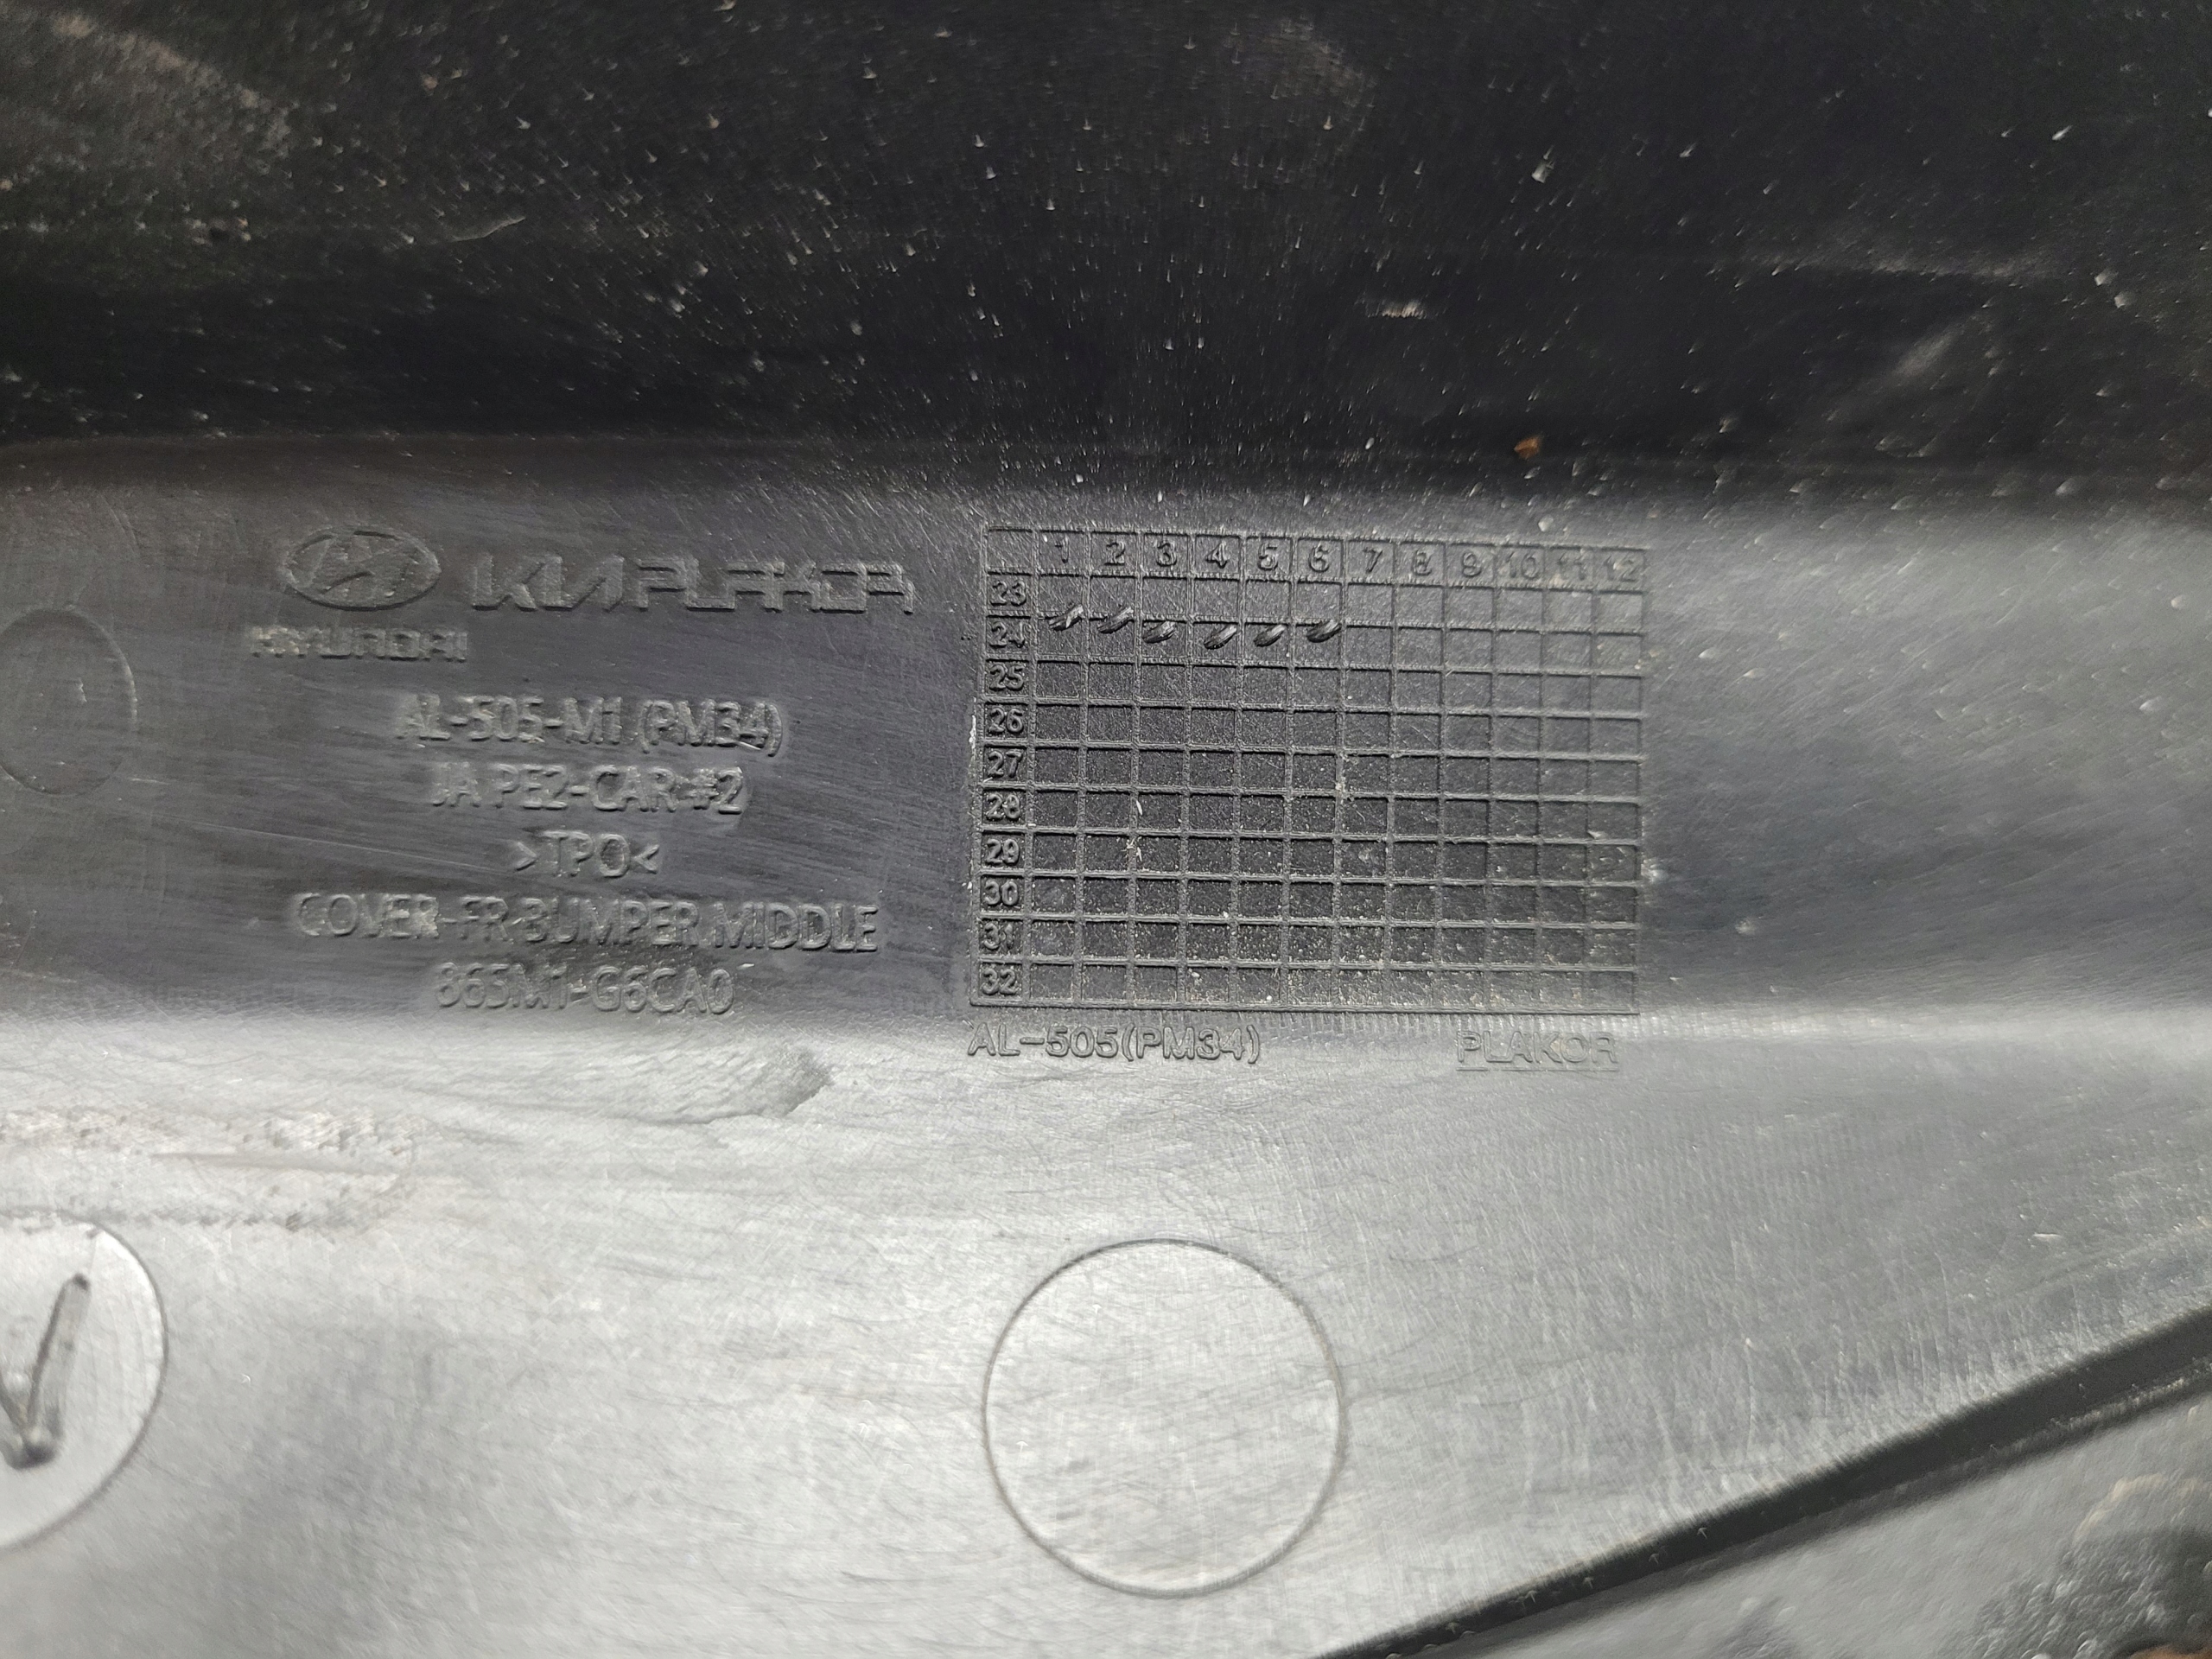 HYUNDAI
KIA PLAKOR
AL-505-M1 (PM34)
JA PE2-CAR #2
>TPO<
COVER-FR BUMPER MIDDLE
865M1-G6CA0
1 2 3 4 5 6 7 8 9 10 11 12
23
24
25
26
27
28
29
30
31
32
AL-505(PM34)
PLAKOR